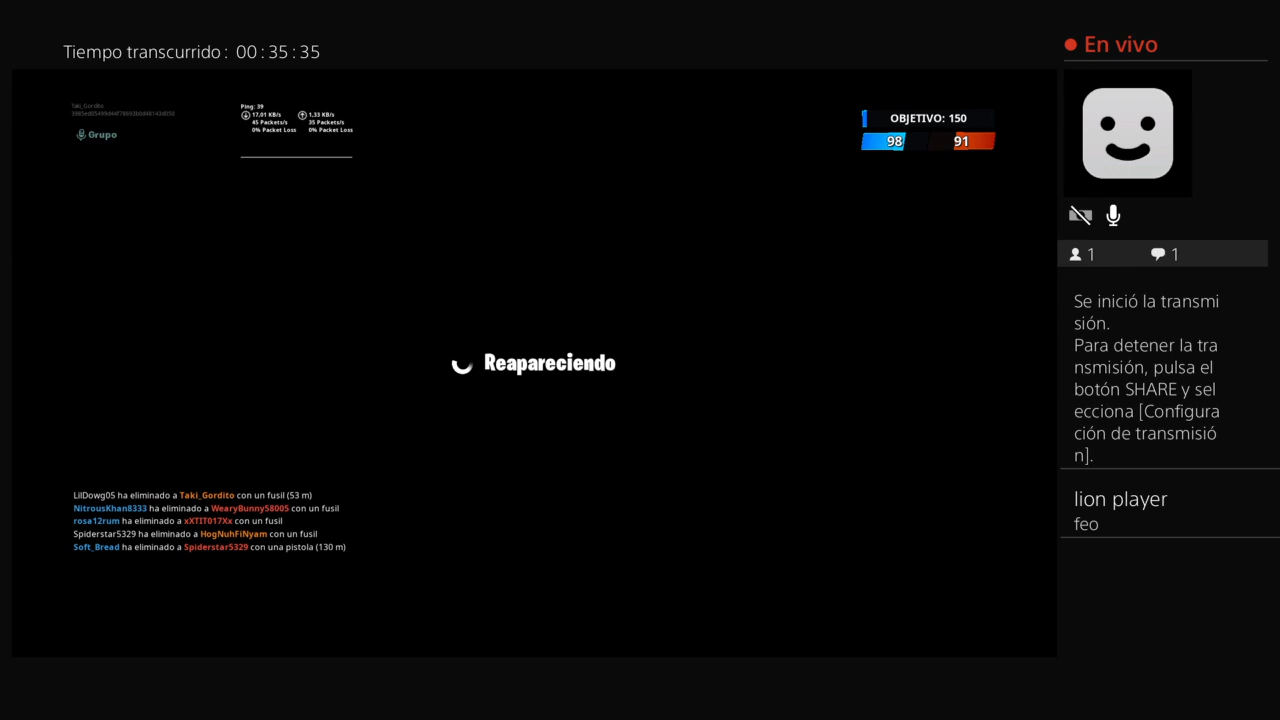 Tiempo transcurrido : 00 : 35 : 35
En vivo
Taki_Gordito
Grupo
Ping: 39
17,01 KB/s 1,33 KB/s
45 Packets/s 35 Packets/s
0% Packet Loss 0% Packet Loss
OBJETIVO: 150
98 91
1 1
Se inició la transmi
sión.
Para detener la tra
nsmisión, pulsa el
botón SHARE y sel
ecciona [Configura
ción de transmisió
n].
Reapareciendo
LilDowg05 ha eliminado a Taki_Gordito con un fusil (53 m)
NitrousKhan8333 ha eliminado a WearyBunny58005 con un fusil
rosa12rum ha eliminado a xXTIT017Xx con un fusil
Spiderstar5329 ha eliminado a HogNuhFiNyam con un fusil
Soft_Bread ha eliminado a Spiderstar5329 con una pistola (130 m)
lion player
feo